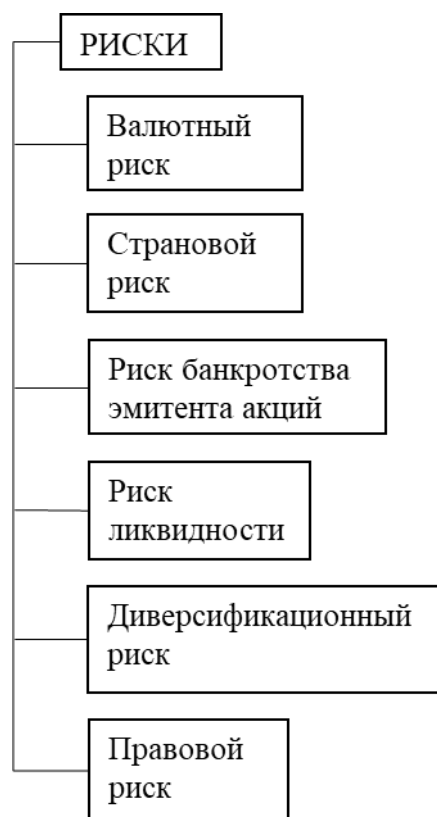 РИСКИ
Валютный
риск
Страновой
риск
Риск банкротства
эмитента акций
Риск
ликвидности
Диверсификационный
риск
Правовой
риск